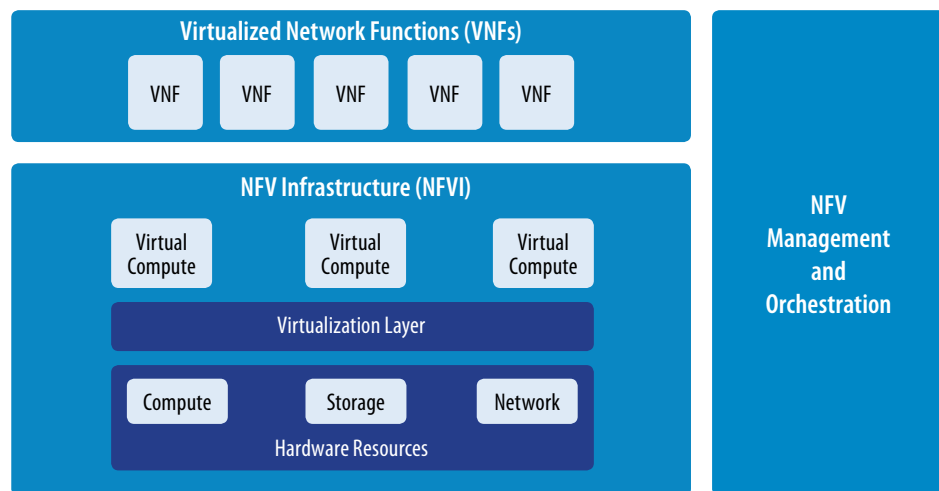 Virtualized Network Functions (VNFs)
VNF VNF VNF VNF VNF
NFV Infrastructure (NFVI)
Virtual
Compute
Virtual
Compute
Virtual
Compute
Virtualization Layer
Compute Storage Network
Hardware Resources
NFV
Management
and
Orchestration